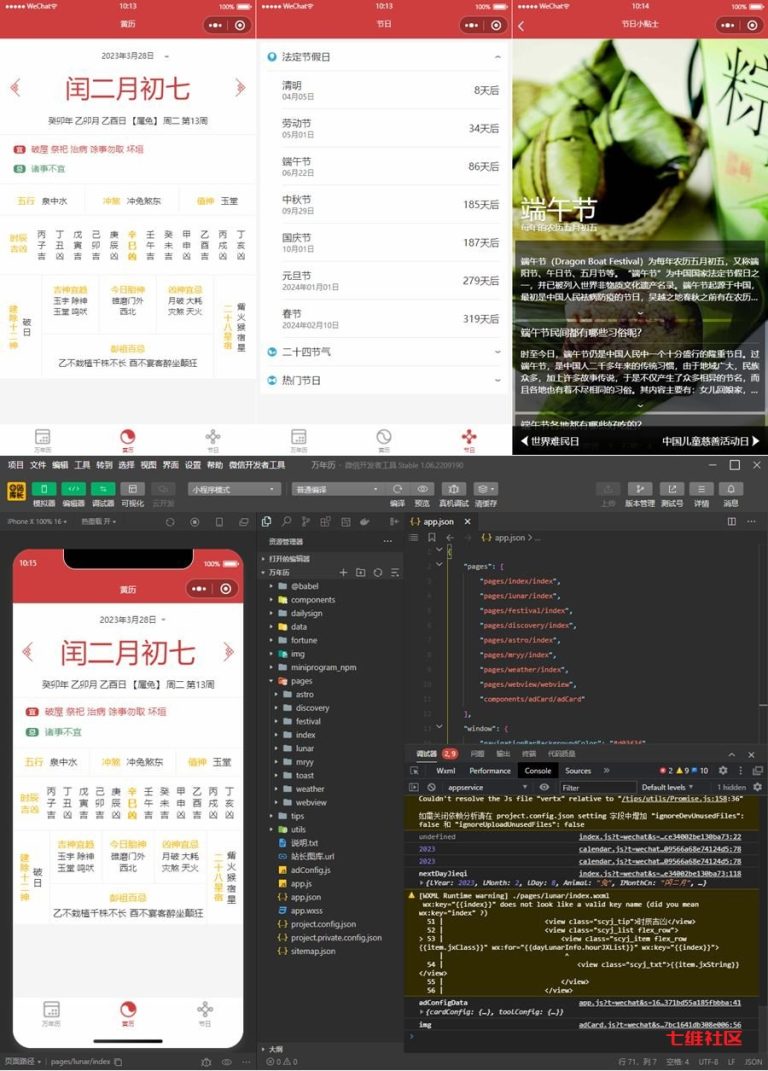 WeChat 10:13 100%
黄历
2023年3月28日
闰二月初七
癸卯年 乙卯月 乙酉日 【属兔】 周二 第13周
宜 破屋 祭祀 治病 馀事勿取 坏垣
忌 诸事不宜
五行 泉中水 冲煞 冲兔煞东 值神 玉堂
时辰吉凶 丙子吉 丁丑凶 戊寅吉 己卯吉 庚辰凶 辛巳凶 壬午吉 癸未吉 甲申凶 乙酉吉 丙戌凶 丁亥凶
建除十二神 破日
吉神宜趋
玉宇 除神
玉堂 鸣吠
今日胎神
碓磨门外
西北
凶神宜忌
月破 大耗
灾煞 天火
二十八星宿 觜火猴宿星
彭祖百忌
乙不栽植千株不长 酉不宴客醉坐颠狂
万年历 黄历 节日
WeChat 10:13 100%
节日
法定节假日
清明
04月05日
8天后
劳动节
05月01日
34天后
端午节
06月22日
86天后
中秋节
09月29日
185天后
国庆节
10月01日
187天后
元旦节
2024年01月01日
279天后
春节
2024年02月10日
319天后
二十四节气
热门节日
万年历 黄历 节日
WeChat 10:14 100%
节日小贴士
粽
端午节
每年的农历五月初五
端午节（Dragon Boat Festival）为每年农历五月初五，又称端
阳节、午日节、五月节等。“端午节”为中国国家法定节假日之
一，并已被列入世界非物质文化遗产名录。端午节起源于中国，
最初是中国人民祛病防疫的节日，吴越之地春秋之前有在农历...
端午节民间都有哪些习俗呢?
时至今日，端午节仍是中国人民中一个十分盛行的隆重节日。过
端午节，是中国人二千多年来的传统习惯，由于地域广大，民族
众多，加上许多故事传说，于是不仅产生了众多相异的节名，而
且各地也有着不尽相同的习俗。其内容主要有：女儿回娘家，...
端午节各地都有哪些好吃的?
世界难民日 中国儿童慈善活动日
项目 文件 编辑 工具 转到 选择 视图 界面 设置 帮助 微信开发者工具
万年历 - 微信开发者工具 Stable 1.06.2209190
模拟器 编辑器 调试器 可视化 云开发
小程序模式 普通编译
编译 预览 真机调试 清缓存
上传 版本管理 测试号 详情 消息
iPhone X 100% 16 热重载 开
10:15 100%
黄历
2023年3月28日
闰二月初七
癸卯年 乙卯月 乙酉日 【属兔】 周二 第13周
宜 破屋 祭祀 治病 馀事勿取 坏垣
忌 诸事不宜
五行 泉中水 冲煞 冲兔煞东 值神 玉堂
时辰吉凶 丙子吉 丁丑凶 戊寅吉 己卯吉 庚辰凶 辛巳凶 壬午吉 癸未吉 甲申凶 乙酉吉 丙戌凶 丁亥凶
建除十二神 破日
吉神宜趋
玉宇 除神
玉堂 鸣吠
今日胎神
碓磨门外
西北
凶神宜忌
月破 大耗
灾煞 天火
二十八星宿 觜火猴宿星
彭祖百忌
乙不栽植千株不长 酉不宴客醉坐颠狂
万年历 黄历 节日
页面路径 pages/lunar/index
资源管理器
打开的编辑器
万年历
@babel
components
dailysign
data
fortune
img
miniprogram_npm
pages
astro
discovery
festival
index
lunar
mryy
toast
weather
webview
tips
utils
说明.txt
站长图库.url
adConfig.js
app.js
app.json
app.wxss
project.config.json
project.private.config.json
sitemap.json
大纲
0 0
app.json
app.json > ...
1 {
"pages": [
"pages/index/index",
"pages/lunar/index",
"pages/festival/index",
"pages/discovery/index",
"pages/astro/index",
"pages/mryy/index",
"pages/weather/index",
"pages/webview/webview",
"components/adCard/adCard"
],
"window": {
调试器 2, 9 问题 输出 终端 代码质量
Wxml Performance Console Sources 2 9 10
appservice Filter Default levels 1 hidden
Couldn't resolve the Js file "vertx" relative to "/tips/utils/Promise.js:158:36"
如需关闭依赖分析请在 project.config.json setting 字段中增加 "ignoreDevUnusedFiles":
false 和 "ignoreUploadUnusedFiles": false
undefined index.js?t=wechat&s=…ce34002be130ba73:22
2023 calendar.js?t=wechat&s=…09566a68e74124d5:78
2023 calendar.js?t=wechat&s=…09566a68e74124d5:78
nextDayJieqi index.js?t=wechat&s=…ce34002be130ba73:118
{LYear: 2023, LMonth: 2, LDay: 8, Animal: "兔", IMonthCn: "闰二月", …}
[WXML Runtime warning] ./pages/lunar/index.wxml
wx:key="{{index}}" does not look like a valid key name (did you mean
wx:key="index" ?)
51 | <view class="scyj_tip">时辰吉凶</view>
52 | <view class="scyj_list flex_row">
> 53 | <view class="scyj_item flex_row
{{item.jxClass}}" wx:for="{{dayLunarInfo.hour3XList}}" wx:key="{{index}}">
| ^
54 | <view class="scyj_txt">{{item.jxString}}
</view>
55 | </view>
56 | </view>
adConfigData app.js?t=wechat&s=16…371bd55a185fbbba:41
{cardConfig: {…}, toolConfig: {…}}
img adCard.js?t=wechat&s…7bc1641db308e006:56
七维社区
行 71，列 7 空格: 4 UTF-8 LF JSON